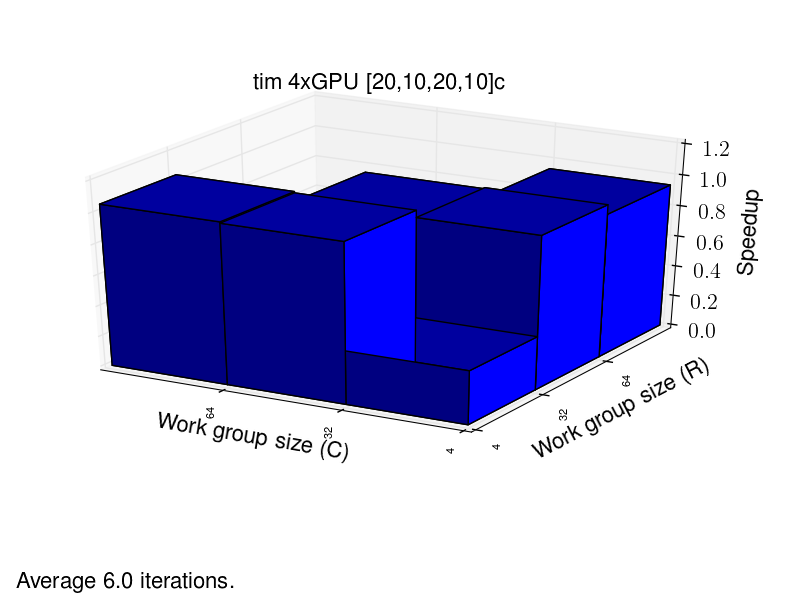 tim 4xGPU [20,10,20,10]c
1.2
1.0
0.8
0.6
0.4
0.2
0.0
Speedup
64
32
4
Work group size (C)
4
32
64
Work group size (R)
Average 6.0 iterations.